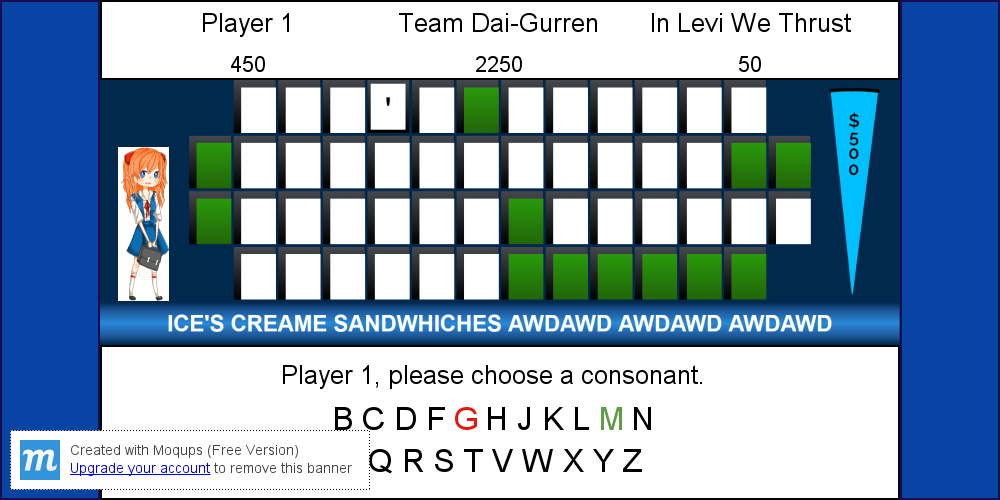 Player 1 Team Dai-Gurren In Levi We Thrust
450 2250 50
'
$500
ICE'S CREAME SANDWHICHES AWDAWD AWDAWD AWDAWD
Player 1, please choose a consonant.
B C D F G H J K L M N
Q R S T V W X Y Z
m
Created with Moqups (Free Version)
Upgrade your account to remove this banner